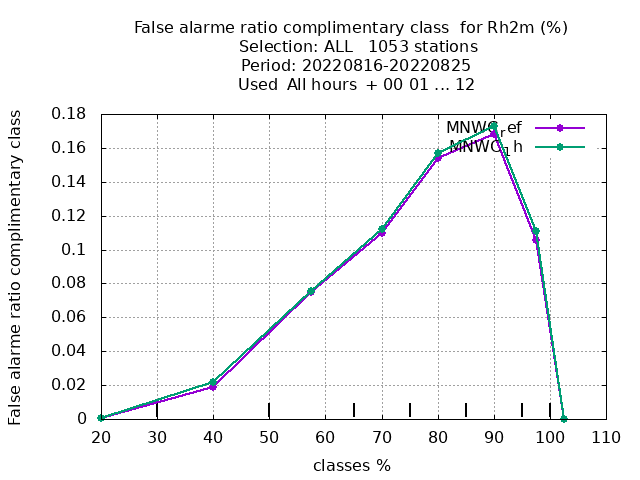 False alarme ratio complimentary class  for Rh2m (%)
Selection: ALL   1053 stations
Period: 20220816-20220825
Used  All hours  + 00 01 ... 12
False alarme ratio complimentary class
0.18
0.16
0.14
0.12
0.1
0.08
0.06
0.04
0.02
0
MNWC_ref
MNWC_1h
20 30 40 50 60 70 80 90 100 110
classes %